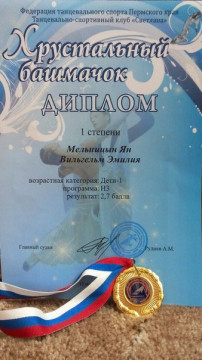 Федерация танцевального спорта Пермского края
Танцевально-спортивный клуб «Светлана»
Хрустальный
башмачок
ДИПЛОМ
1 степени
Мельницын Ян
Вильгельм Эмилия
возрастная категория: Дети-1
программа: Н3
результат: 2,7 балла
Главный судья